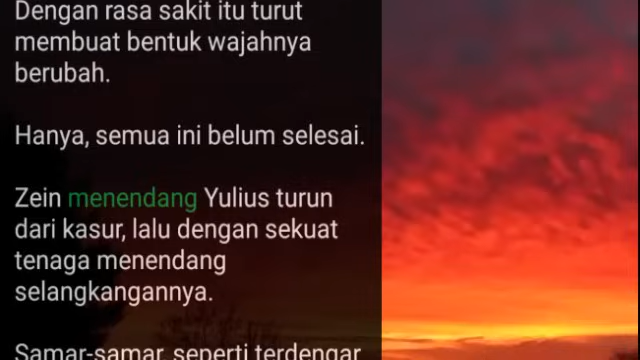 Dengan rasa sakit itu turut
membuat bentuk wajahnya
berubah.
Hanya, semua ini belum selesai.
Zein menendang Yulius turun
dari kasur, lalu dengan sekuat
tenaga menendang
selangkangannya.
Samar-samar, seperti terdengar